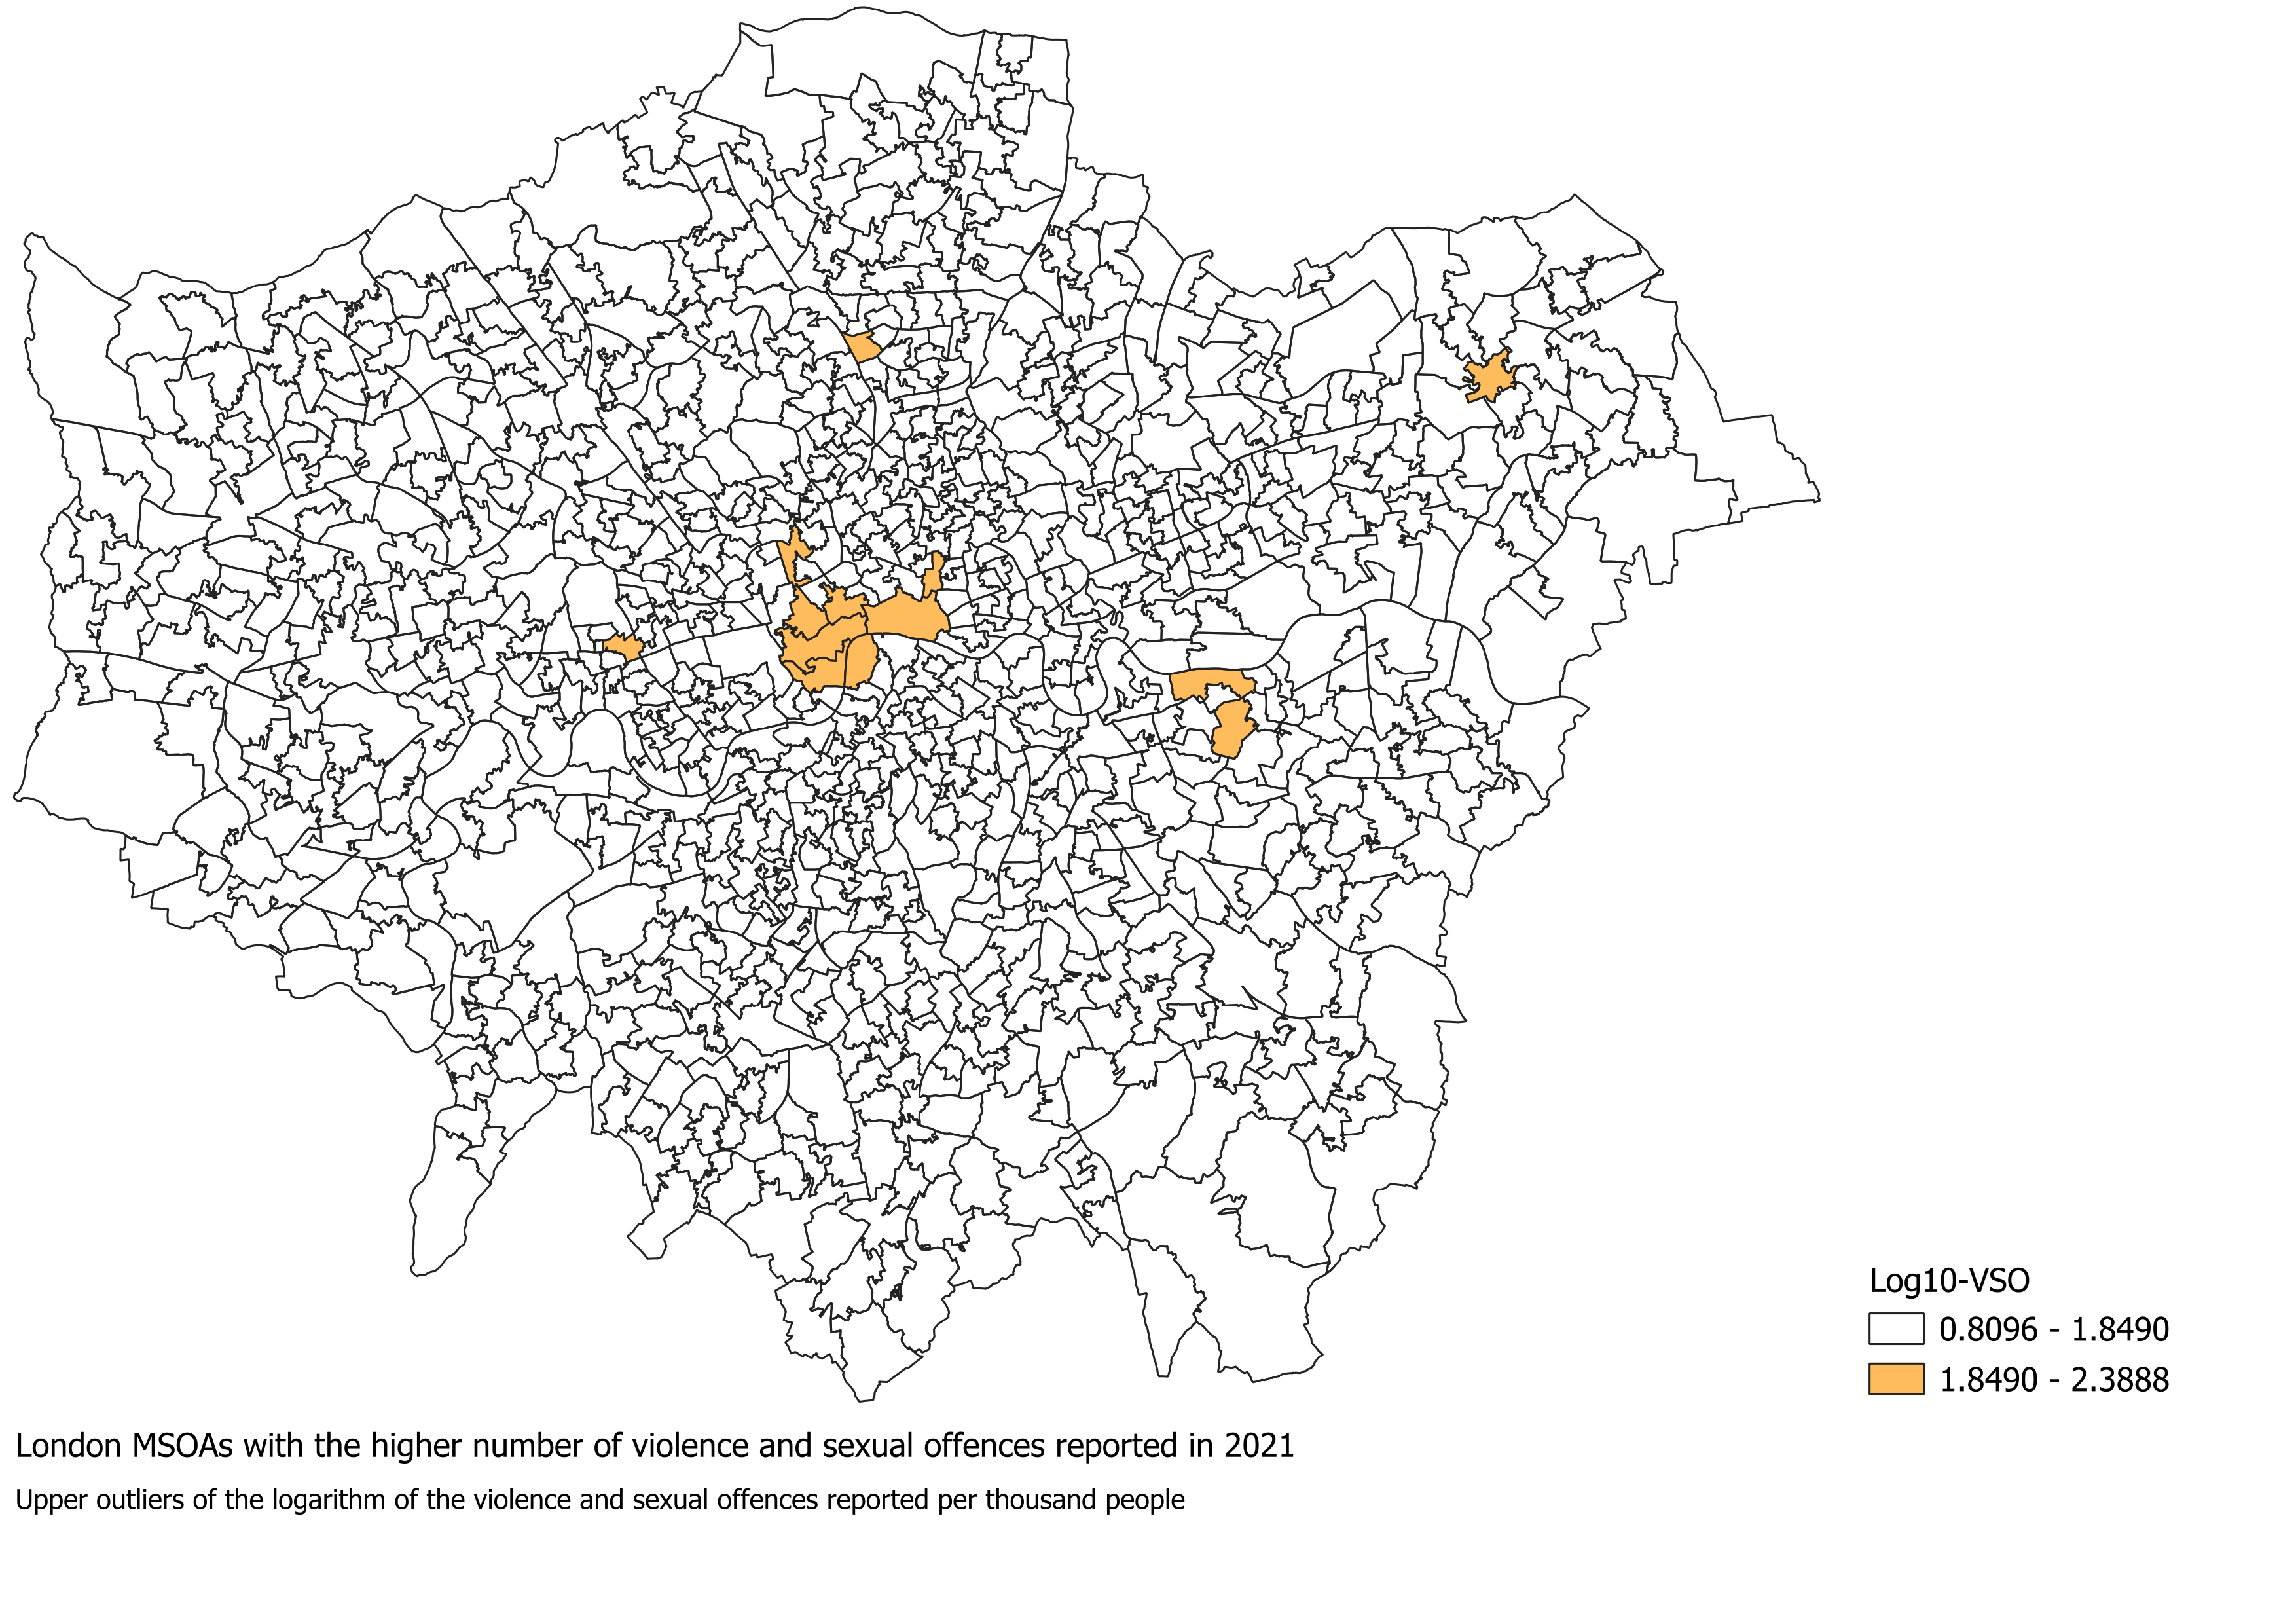 Log10-VSO
0.8096 - 1.8490
1.8490 - 2.3888
London MSOAs with the higher number of violence and sexual offences reported in 2021
Upper outliers of the logarithm of the violence and sexual offences reported per thousand people